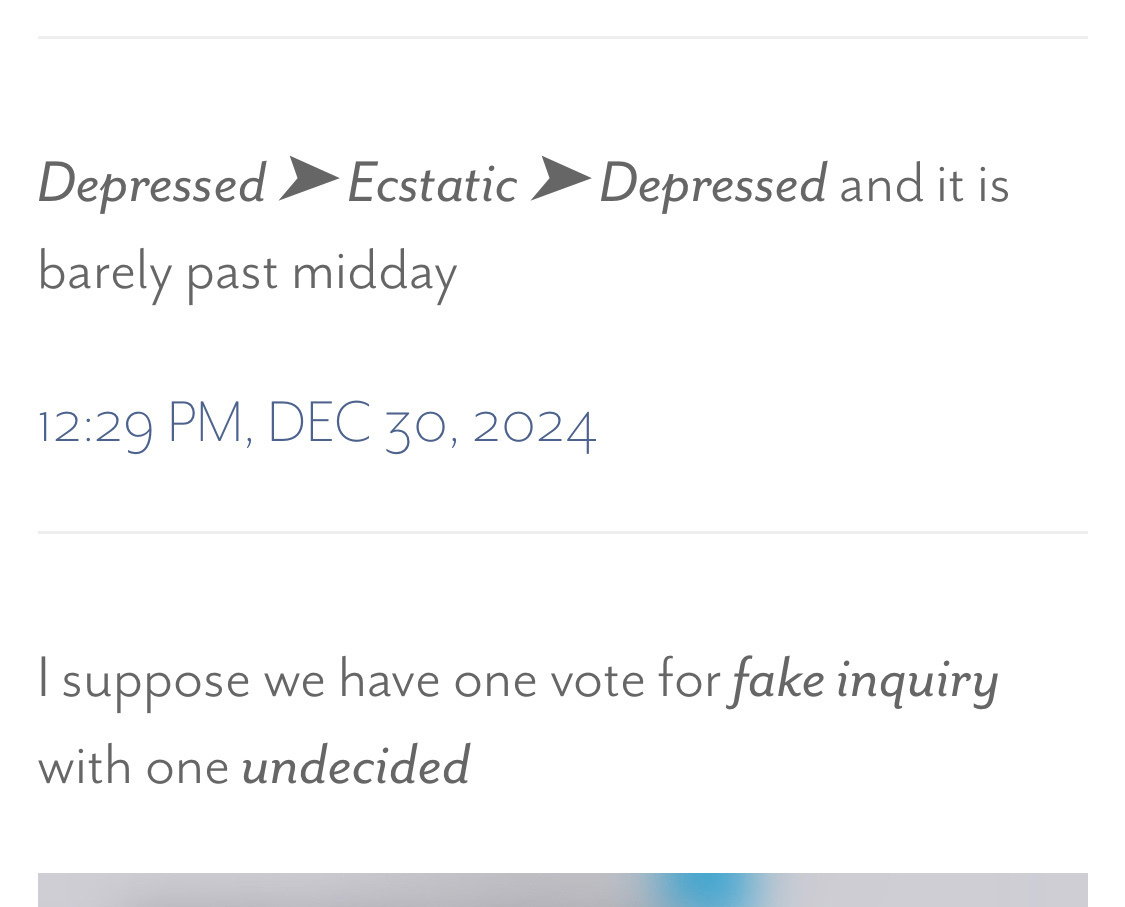 Depressed ➤ Ecstatic ➤ Depressed and it is
barely past midday
12:29 PM, DEC 30, 2024
I suppose we have one vote for fake inquiry
with one undecided